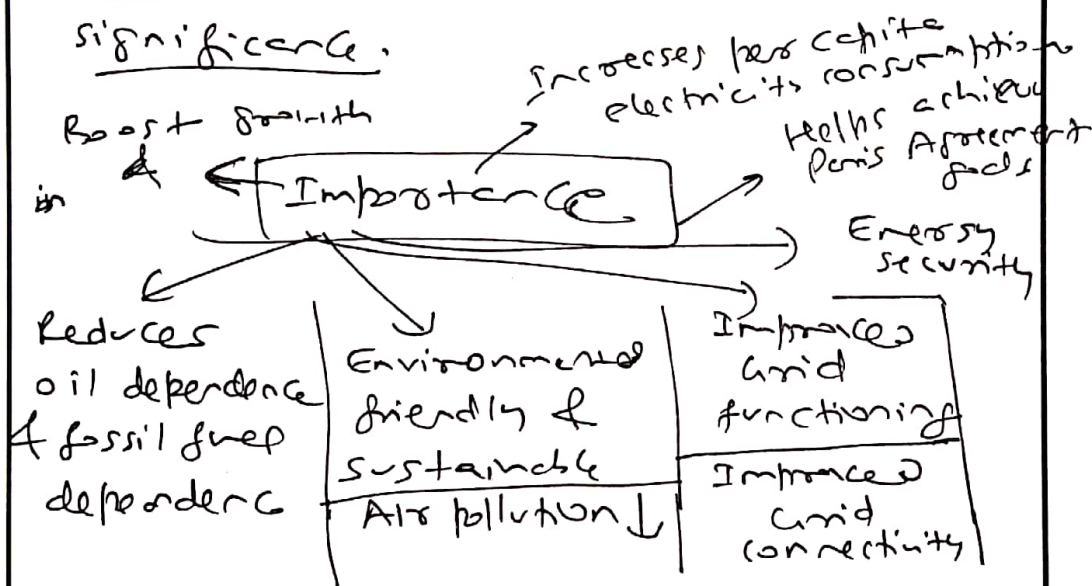 Significance.
Increases per capita
electricity consumption
Helps achieve
Paris Agreement
goals
Boost growth
in
Importance
Energy
security
Reduces
oil dependence
& fossil fuel
dependenc
Environmental
friendly &
sustainable
Air pollution ↓
Improved
Grid
functioning
Improved
Grid
connectivity